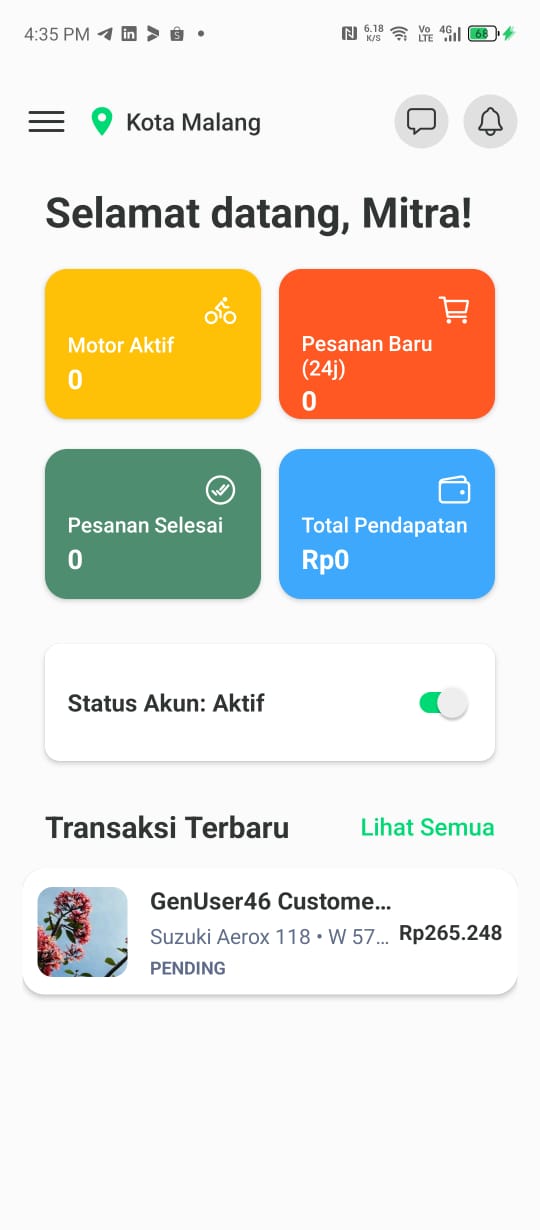 4:35 PM
6.18
K/S
Vo
LTE
4G
68
Kota Malang
Selamat datang, Mitra!
Motor Aktif
0
Pesanan Baru
(24j)
0
Pesanan Selesai
0
Total Pendapatan
Rp0
Status Akun: Aktif
Transaksi Terbaru
Lihat Semua
GenUser46 Custome...
Suzuki Aerox 118 • W 57...
Rp265.248
PENDING